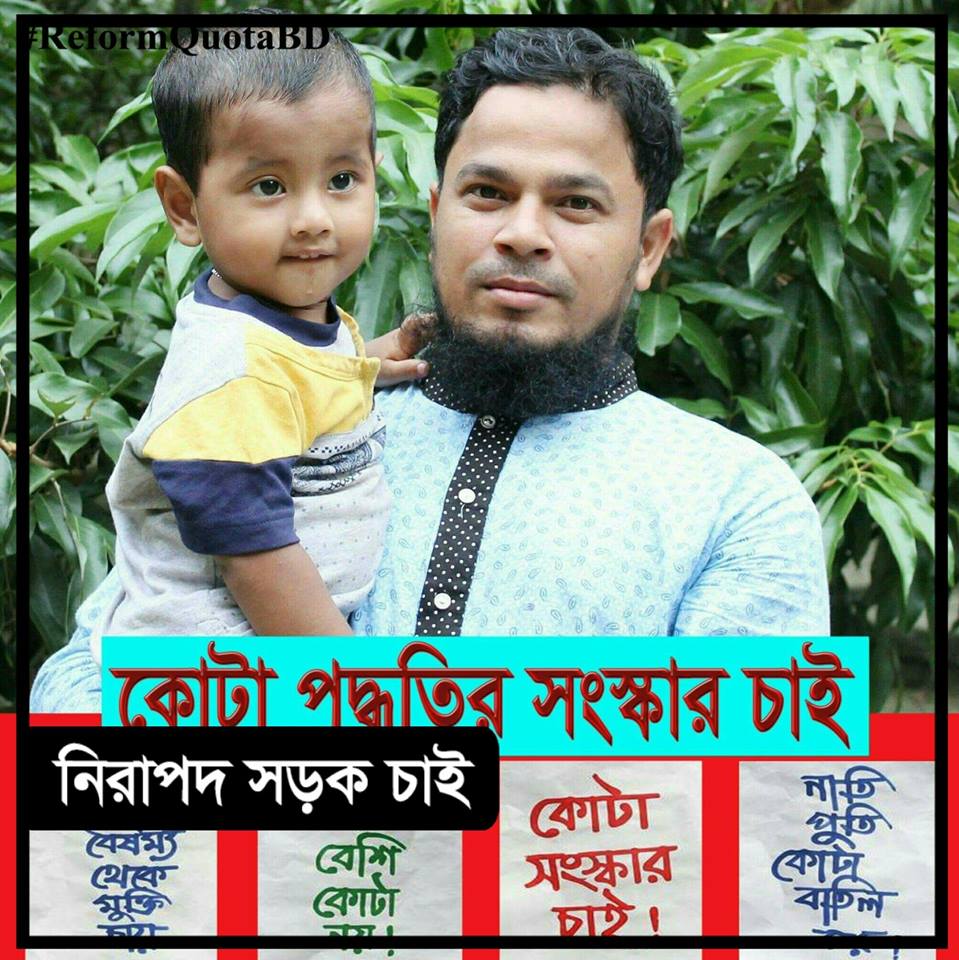 #ReformQuotaBD
কোটা পদ্ধতির সংস্কার চাই
নিরাপদ সড়ক চাই
বৈষম্য
থেকে
মুক্তি
বেশি
কোটা
নয়!
কোটা
সংস্কার
চাই!
নাতি
পুতি
কোটা
বাতিল